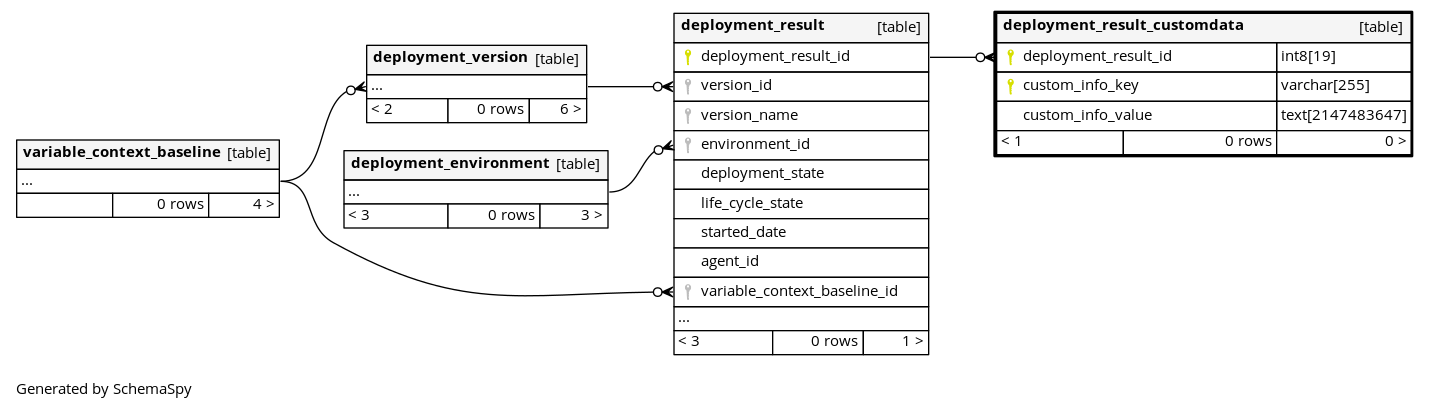 variable_context_baseline [table]
...
0 rows 4 >
deployment_version [table]
...
< 2 0 rows 6 >
deployment_environment [table]
...
< 3 0 rows 3 >
deployment_result [table]
deployment_result_id
version_id
version_name
environment_id
deployment_state
life_cycle_state
started_date
agent_id
variable_context_baseline_id
...
< 3 0 rows 1 >
deployment_result_customdata [table]
deployment_result_id int8[19]
custom_info_key varchar[255]
custom_info_value text[2147483647]
< 1 0 rows 0 >
Generated by SchemaSpy